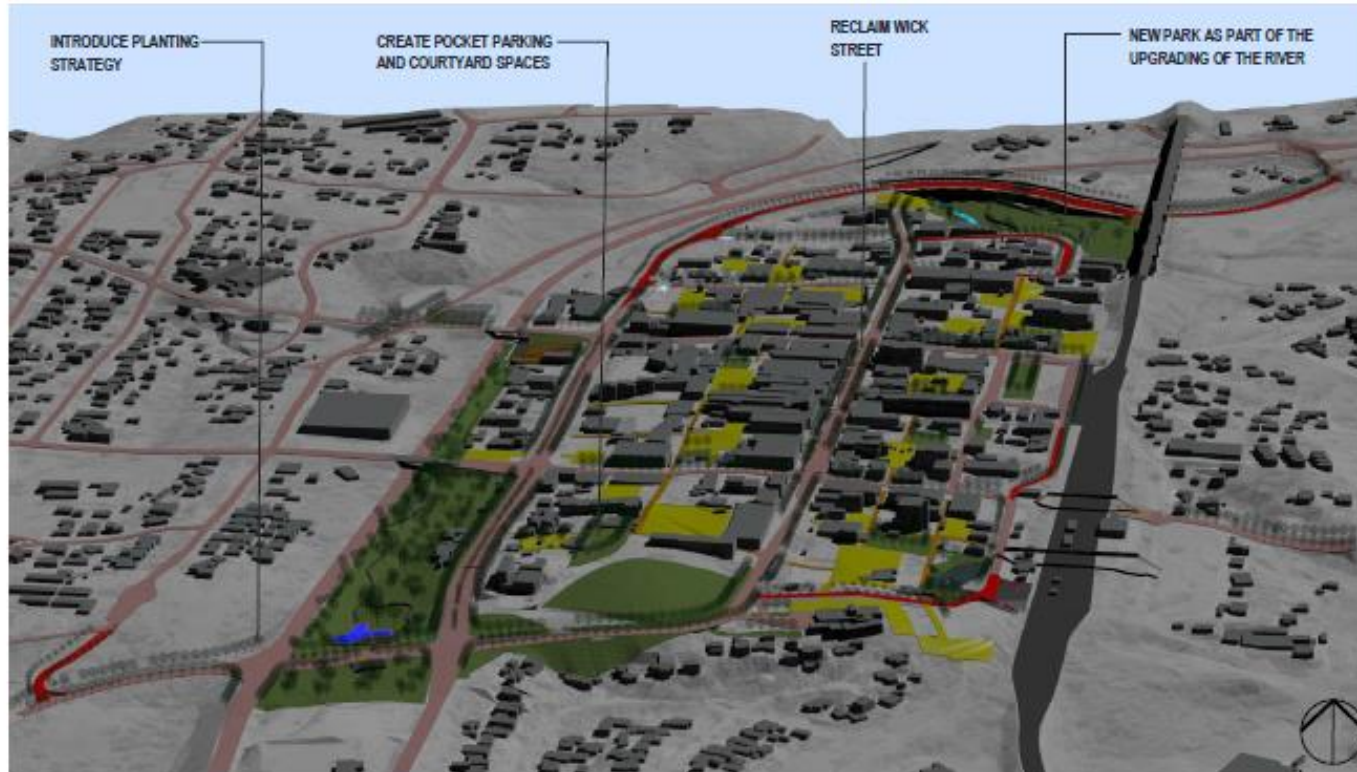 INTRODUCE PLANTING
STRATEGY
CREATE POCKET PARKING
AND COURTYARD SPACES
RECLAIM WICK
STREET
NEW PARK AS PART OF THE
UPGRADING OF THE RIVER